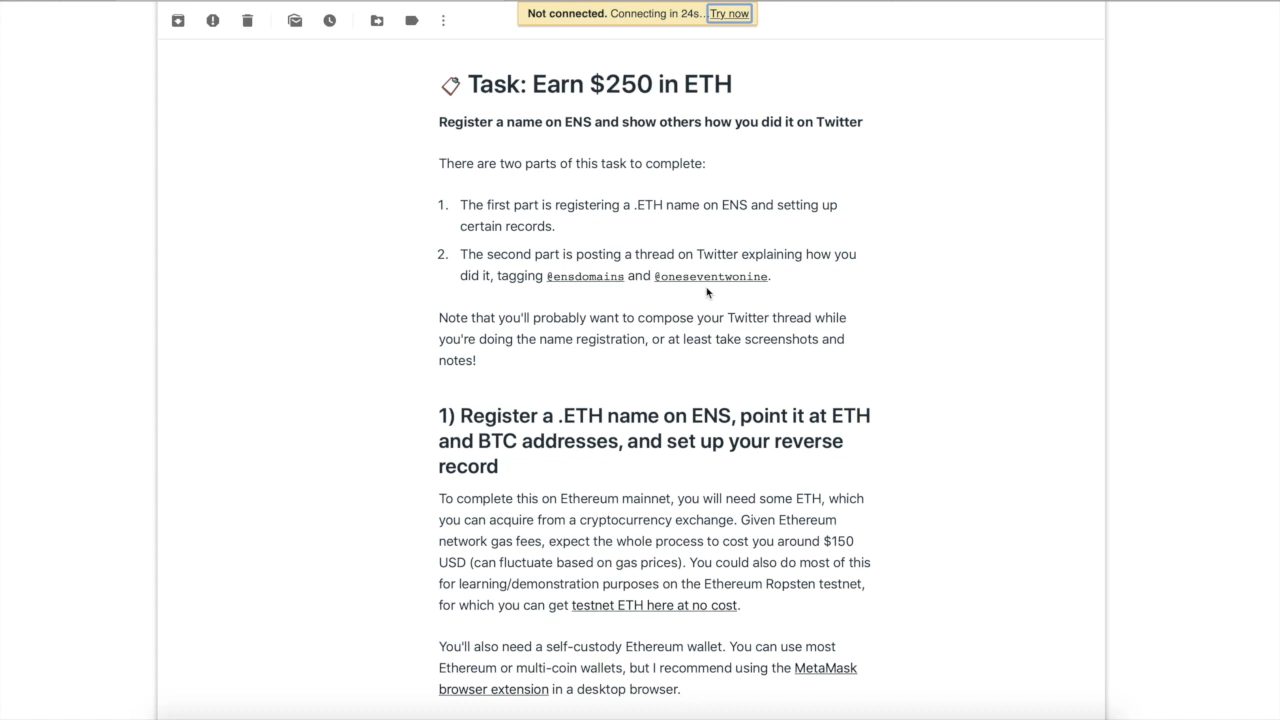 Not connected. Connecting in 24s... Try now
Task: Earn $250 in ETH
Register a name on ENS and show others how you did it on Twitter
There are two parts of this task to complete:
1. The first part is registering a .ETH name on ENS and setting up
certain records.
2. The second part is posting a thread on Twitter explaining how you
did it, tagging @ensdomains and @oneseventwonine.
Note that you'll probably want to compose your Twitter thread while
you're doing the name registration, or at least take screenshots and
notes!
1) Register a .ETH name on ENS, point it at ETH
and BTC addresses, and set up your reverse
record
To complete this on Ethereum mainnet, you will need some ETH, which
you can acquire from a cryptocurrency exchange. Given Ethereum
network gas fees, expect the whole process to cost you around $150
USD (can fluctuate based on gas prices). You could also do most of this
for learning/demonstration purposes on the Ethereum Ropsten testnet,
for which you can get testnet ETH here at no cost.
You'll also need a self-custody Ethereum wallet. You can use most
Ethereum or multi-coin wallets, but I recommend using the MetaMask
browser extension in a desktop browser.